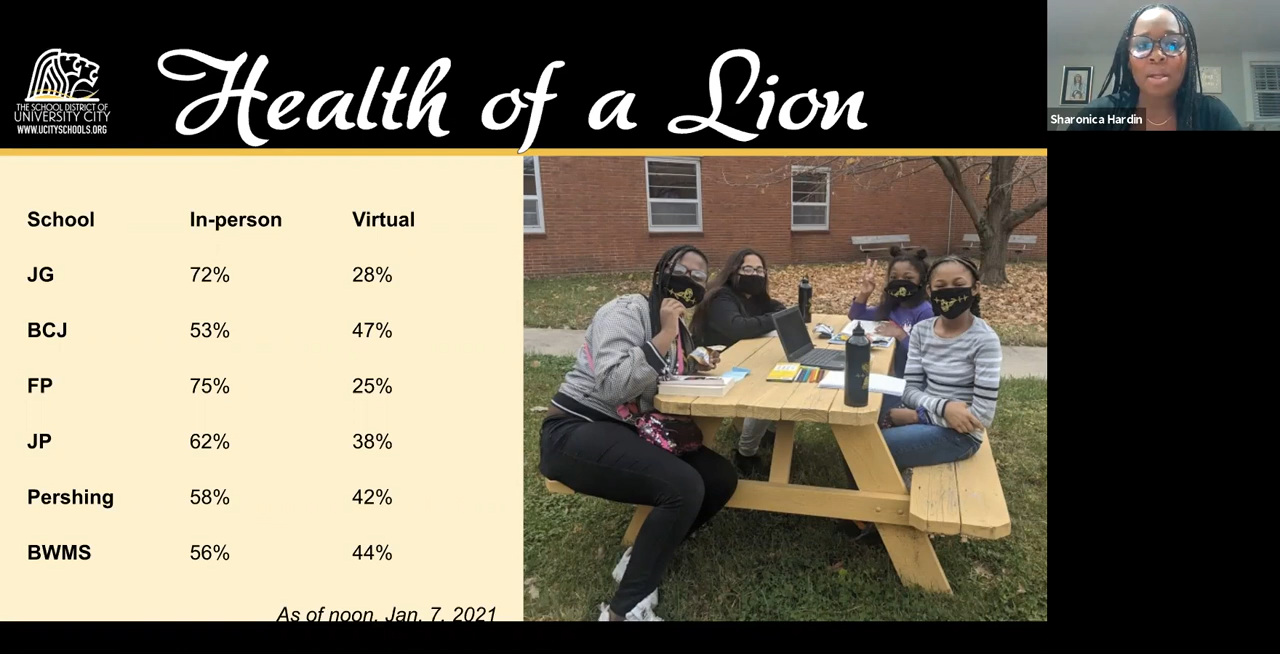 THE SCHOOL DISTRICT OF
UNIVERSITY CITY
WWW.UCITYSCHOOLS.ORG
Health of a Lion
Sharonica Hardin
School In-person Virtual
JG 72% 28%
BCJ 53% 47%
FP 75% 25%
JP 62% 38%
Pershing 58% 42%
BWMS 56% 44%
As of noon, Jan. 7, 2021